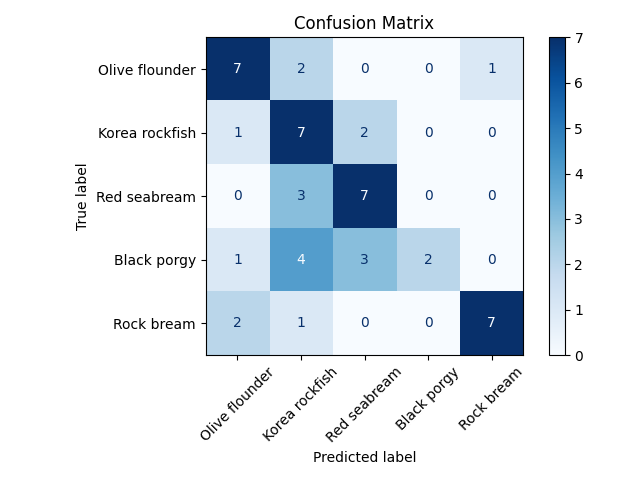 Confusion Matrix
True label
Olive flounder 7 2 0 0 1
Korea rockfish 1 7 2 0 0
Red seabream 0 3 7 0 0
Black porgy 1 4 3 2 0
Rock bream 2 1 0 0 7
Olive flounder Korea rockfish Red seabream Black porgy Rock bream
Predicted label
7
6
5
4
3
2
1
0